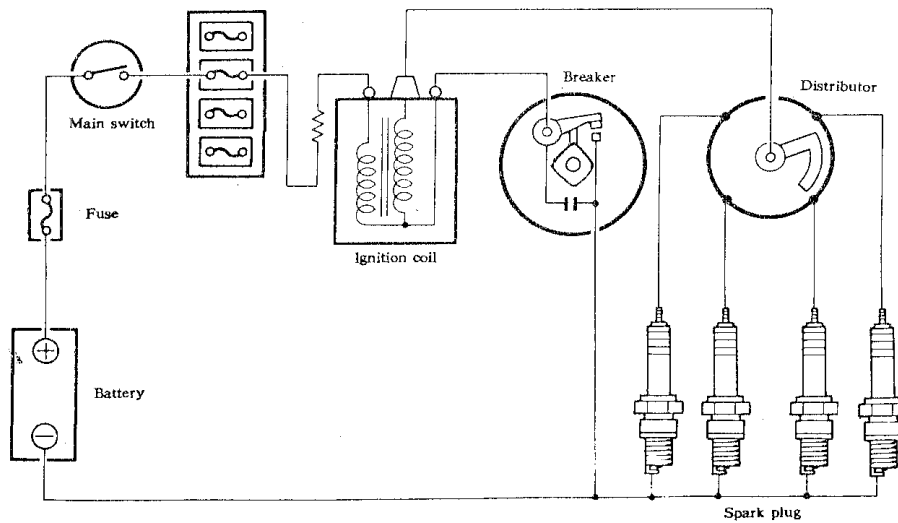 Breaker
Distributor
Main switch
Fuse
Ignition coil
Battery
Spark plug